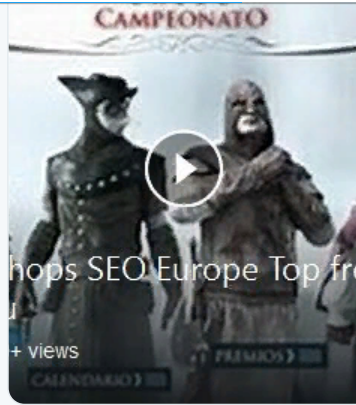 CAMPEONATO
hops SEO Europe Top fr
u
+ views
PREMIOS
CALENDARIO